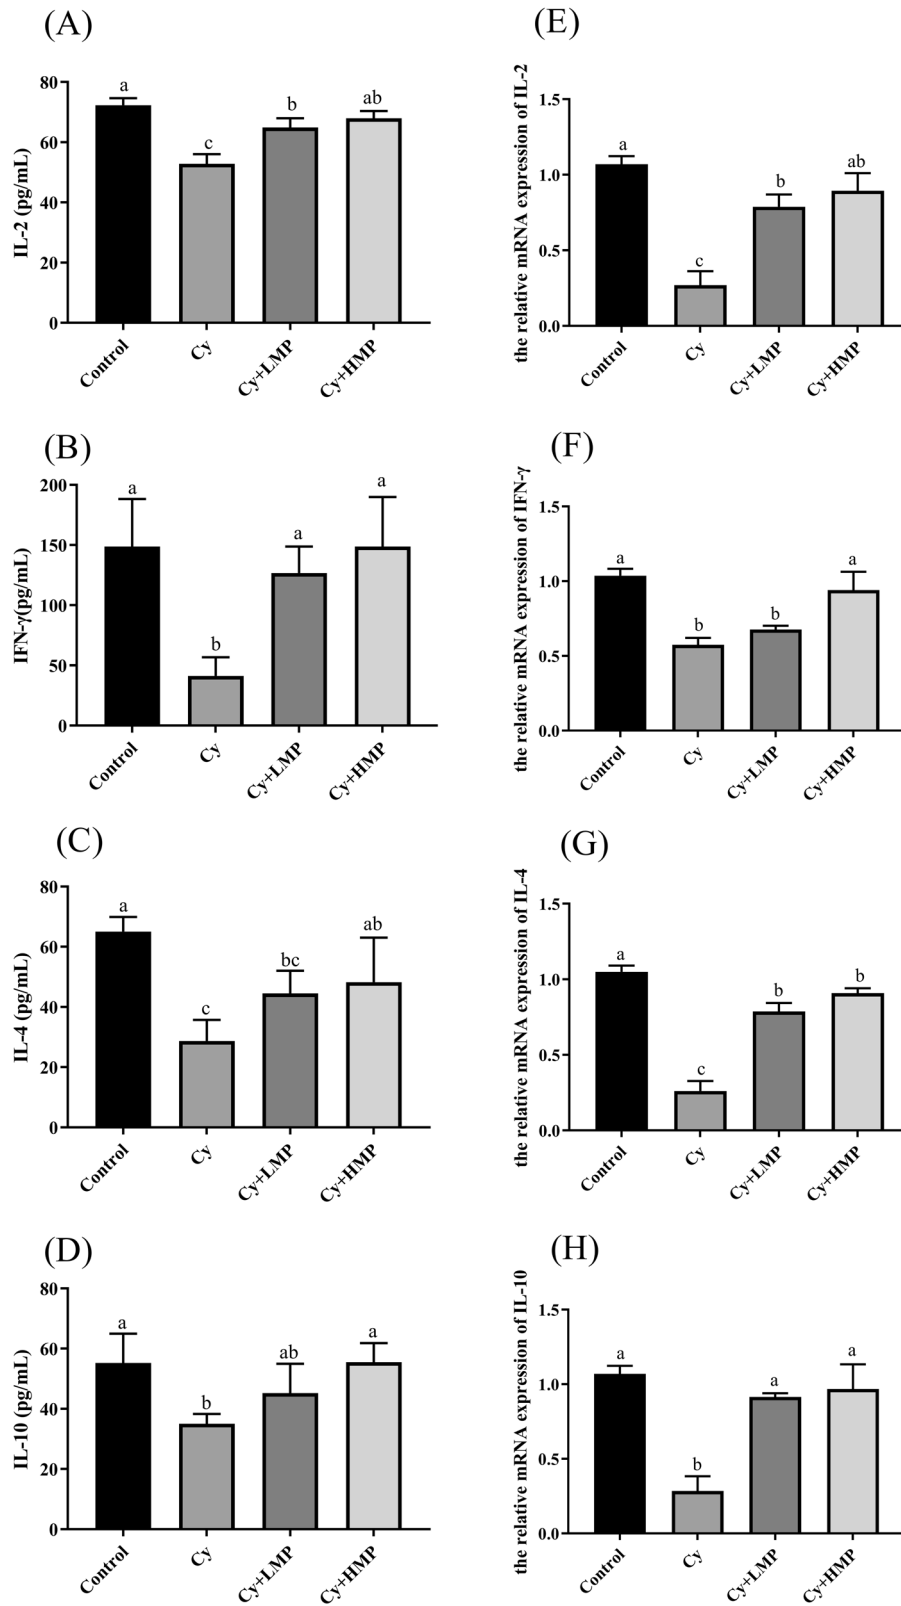 (A)
IL-2 (pg/mL)
80
60
40
20
0
a
c
b
ab
Control
Cy
Cy+LMP
Cy+HMP
(E)
the relative mRNA expression of IL-2
1.5
1.0
0.5
0.0
a
c
b
ab
Control
Cy
Cy+LMP
Cy+HMP
(B)
IFN-γ(pg/mL)
200
150
100
50
0
a
b
a
a
Control
Cy
Cy+LMP
Cy+HMP
(F)
the relative mRNA expression of IFN-γ
1.5
1.0
0.5
0.0
a
b
b
a
Control
Cy
Cy+LMP
Cy+HMP
(C)
IL-4 (pg/mL)
80
60
40
20
0
a
c
bc
ab
Control
Cy
Cy+LMP
Cy+HMP
(G)
the relative mRNA expression of IL-4
1.5
1.0
0.5
0.0
a
c
b
b
Control
Cy
Cy+LMP
Cy+HMP
(D)
IL-10 (pg/mL)
80
60
40
20
0
a
b
ab
a
Control
Cy
Cy+LMP
Cy+HMP
(H)
the relative mRNA expression of IL-10
1.5
1.0
0.5
0.0
a
b
a
a
Control
Cy
Cy+LMP
Cy+HMP